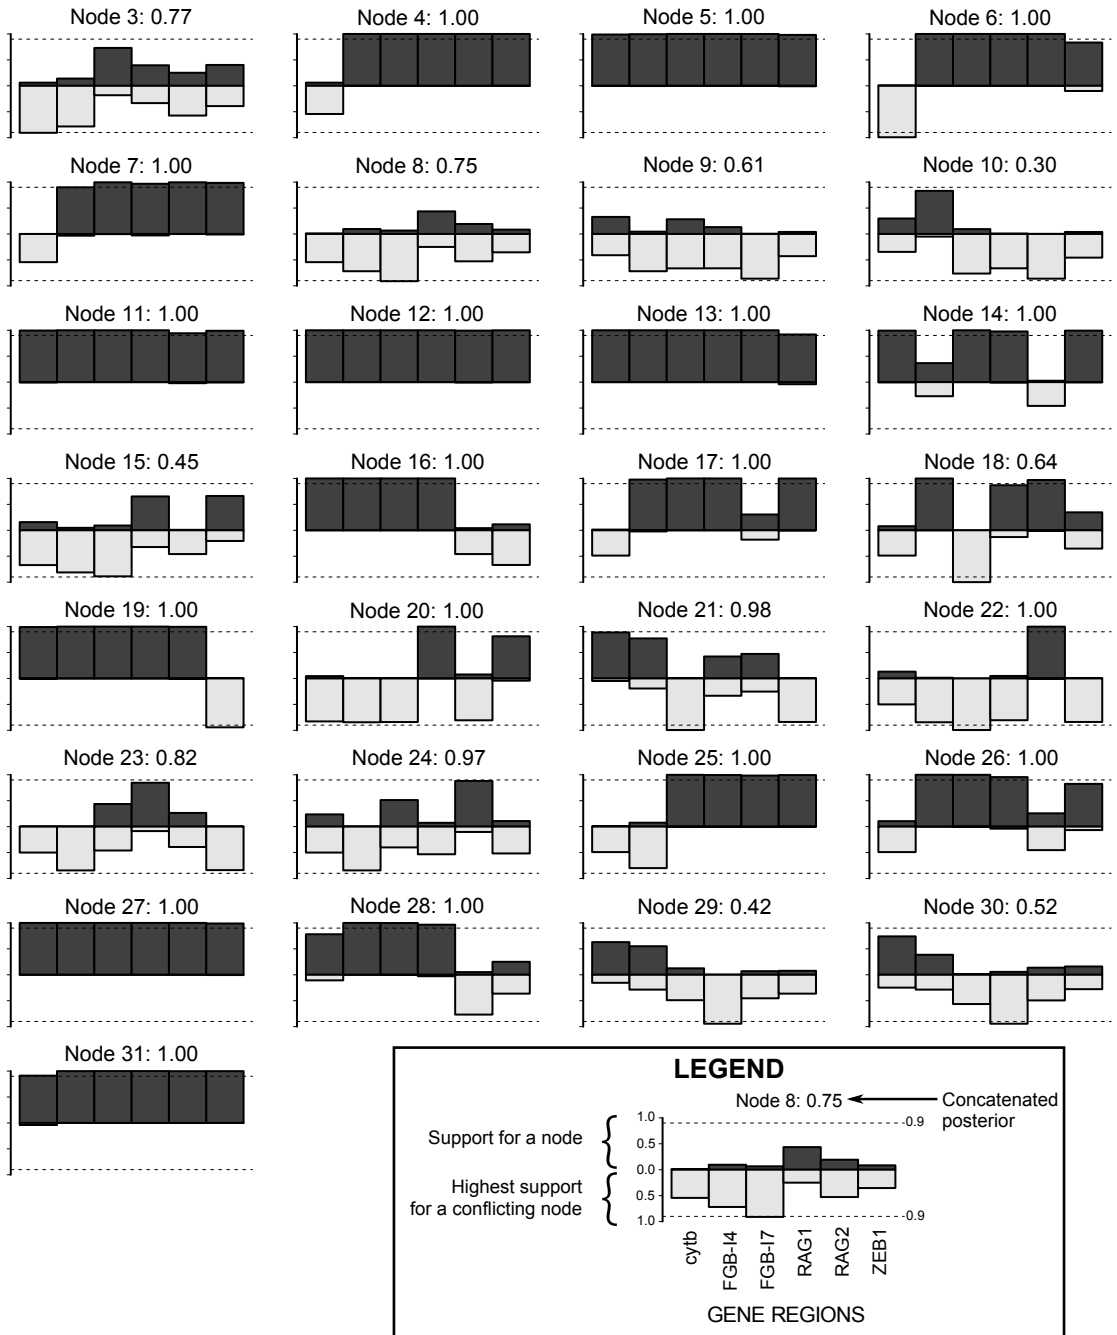 Node 3: 0.77
Node 4: 1.00
Node 5: 1.00
Node 6: 1.00
Node 7: 1.00
Node 8: 0.75
Node 9: 0.61
Node 10: 0.30
Node 11: 1.00
Node 12: 1.00
Node 13: 1.00
Node 14: 1.00
Node 15: 0.45
Node 16: 1.00
Node 17: 1.00
Node 18: 0.64
Node 19: 1.00
Node 20: 1.00
Node 21: 0.98
Node 22: 1.00
Node 23: 0.82
Node 24: 0.97
Node 25: 1.00
Node 26: 1.00
Node 27: 1.00
Node 28: 1.00
Node 29: 0.42
Node 30: 0.52
Node 31: 1.00
LEGEND
Node 8: 0.75
Concatenated
posterior
Support for a node
Highest support
for a conflicting node
1.0
0.5
0.0
0.5
1.0
0.9
0.9
cytb
FGB-I4
FGB-I7
RAG1
RAG2
ZEB1
GENE REGIONS